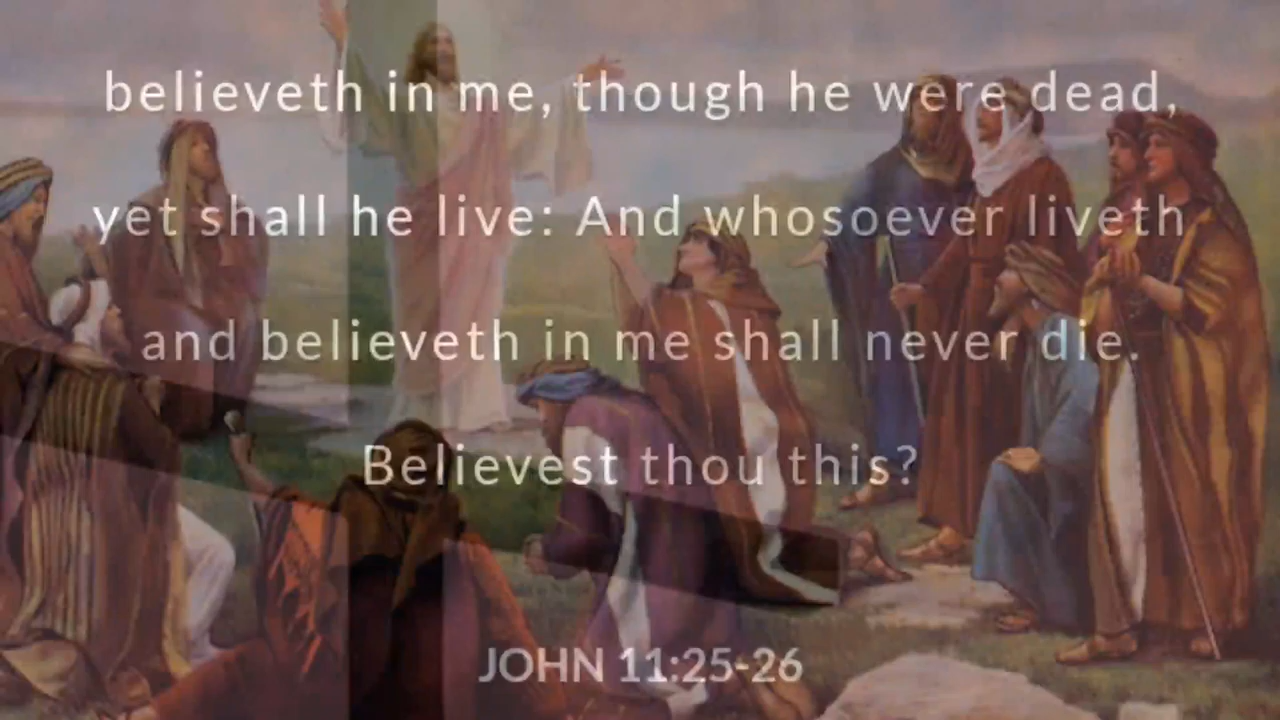 believeth in me, though he were dead,
yet shall he live: And whosoever liveth
and believeth in me shall never die.
Believest thou this?
JOHN 11:25-26